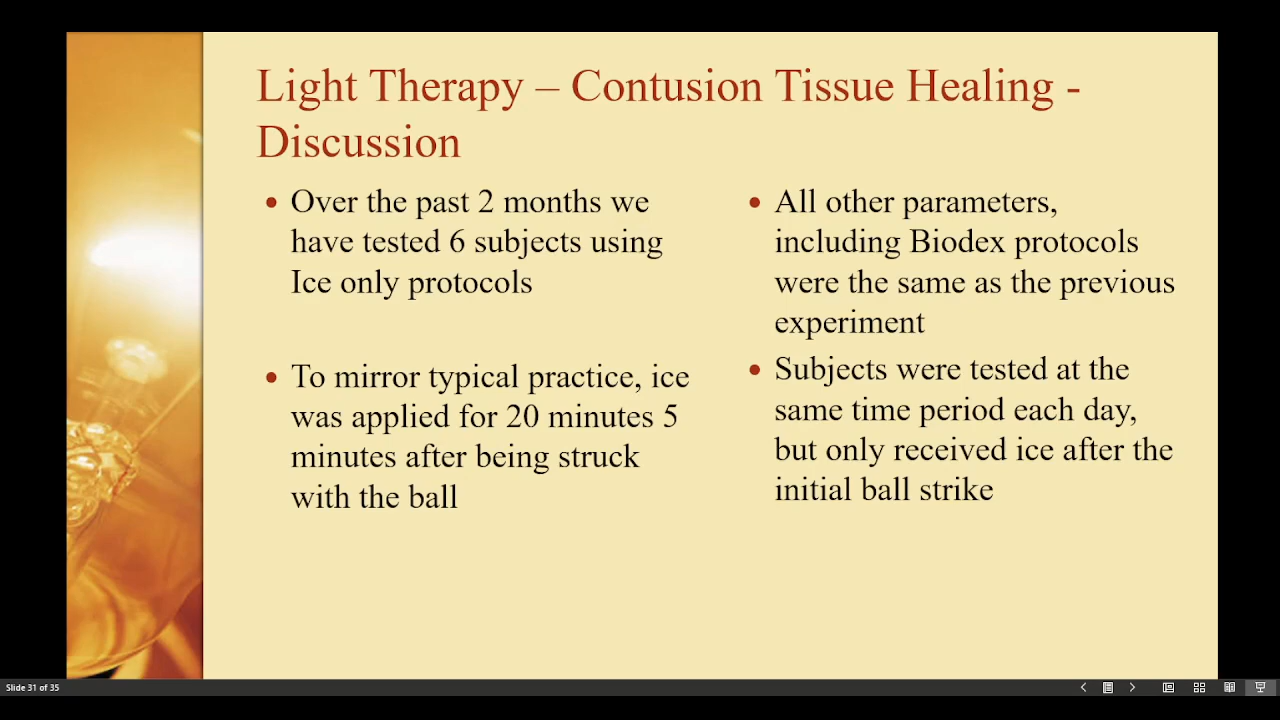 Light Therapy – Contusion Tissue Healing -
Discussion
• Over the past 2 months we
have tested 6 subjects using
Ice only protocols
• To mirror typical practice, ice
was applied for 20 minutes 5
minutes after being struck
with the ball
• All other parameters,
including Biodex protocols
were the same as the previous
experiment
• Subjects were tested at the
same time period each day,
but only received ice after the
initial ball strike
Slide 31 of 35